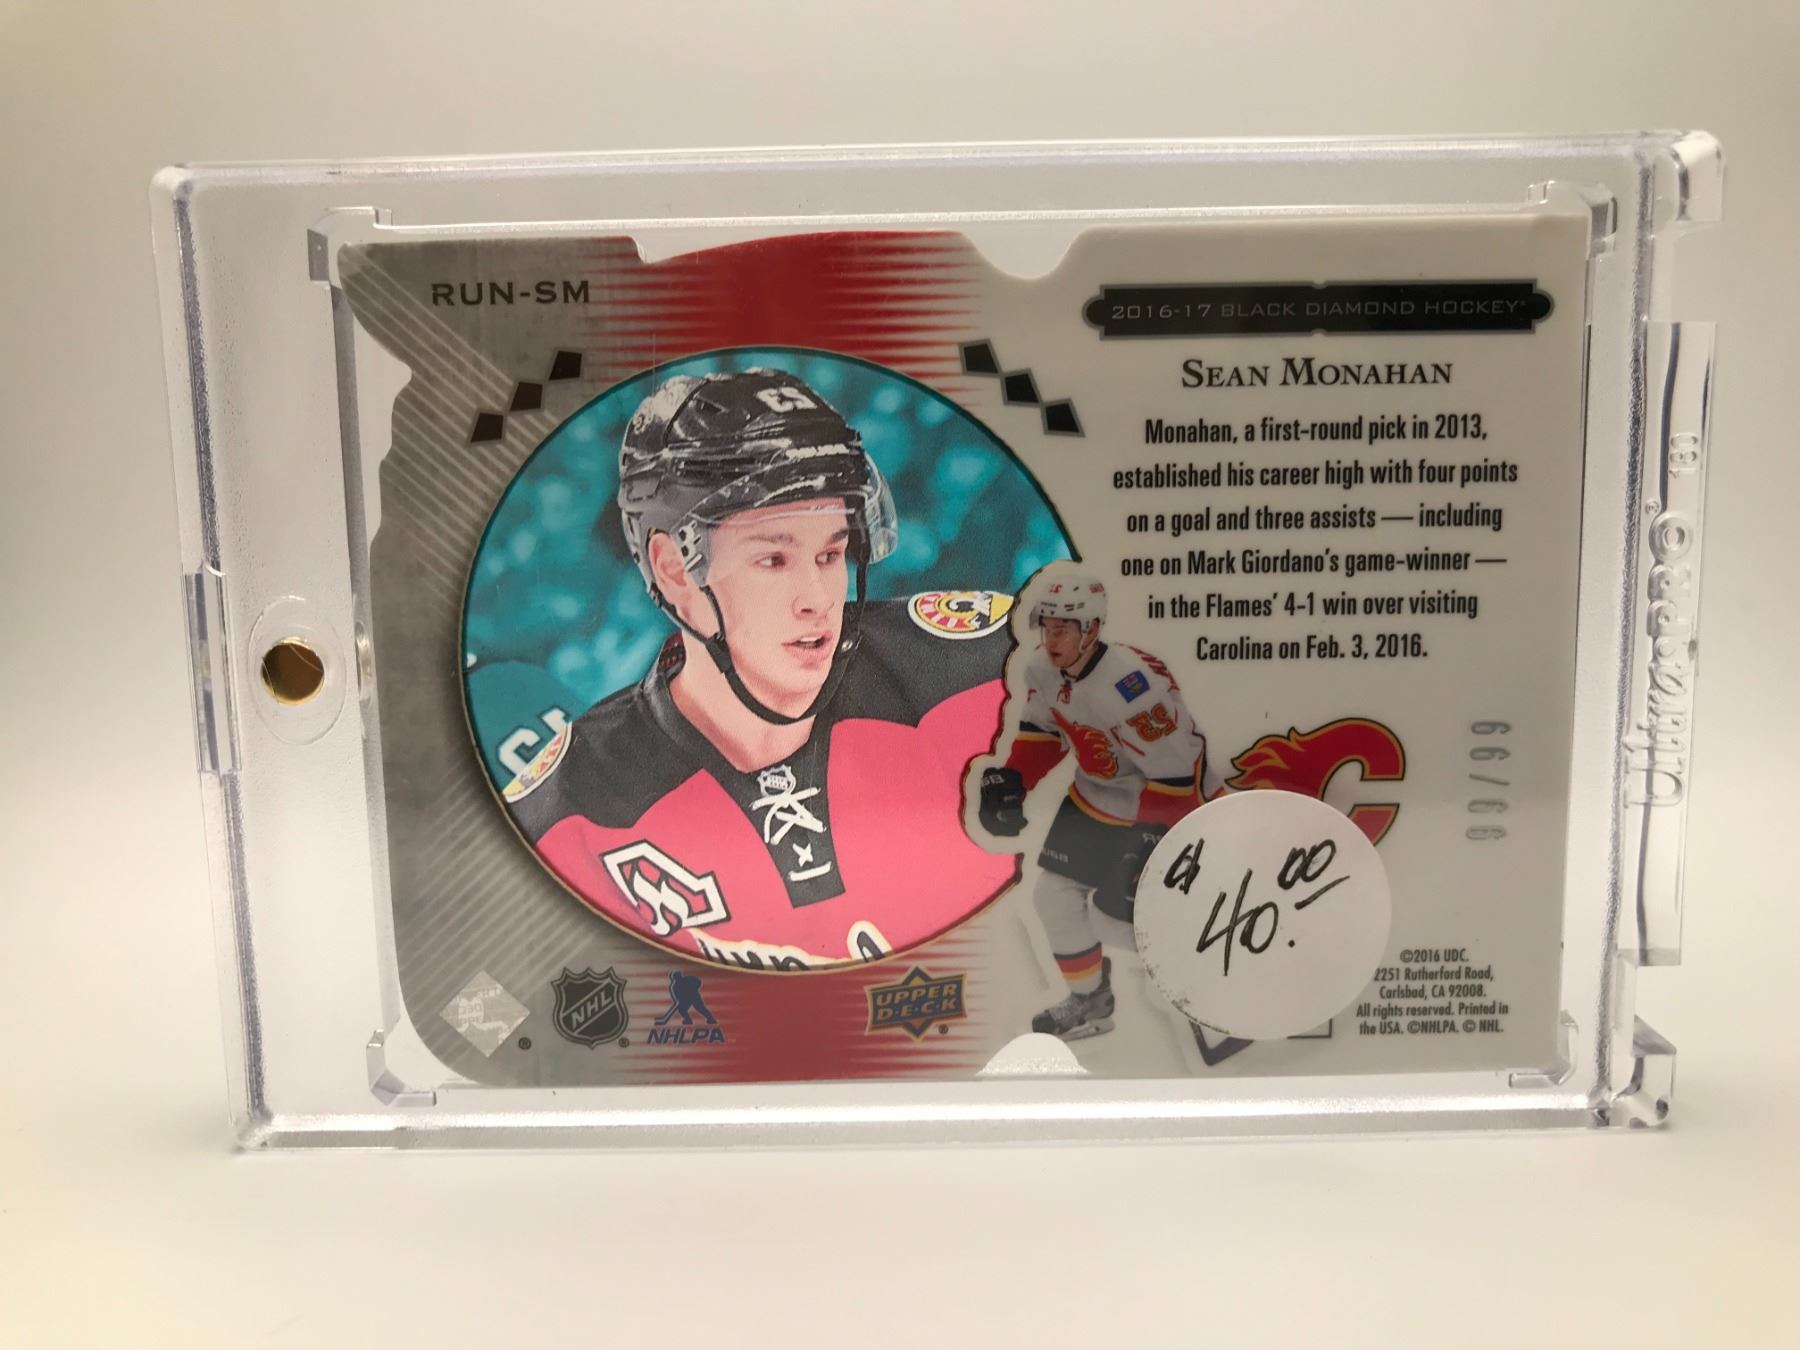 RUN-SM
2016-17 BLACK DIAMOND HOCKEY
SEAN MONAHAN
Monahan, a first-round pick in 2013,
established his career high with four points
on a goal and three assists — including
one on Mark Giordano's game-winner —
in the Flames' 4-1 win over visiting
Carolina on Feb. 3, 2016.
$40.00
©2016 UDC.
2251 Rutherford Road,
Carlsbad, CA 92008.
All rights reserved. Printed in
the USA. ©NHLPA. © NHL.
NHL
NHLPA
UPPER
D·E·C·K
UltraPRO® 180